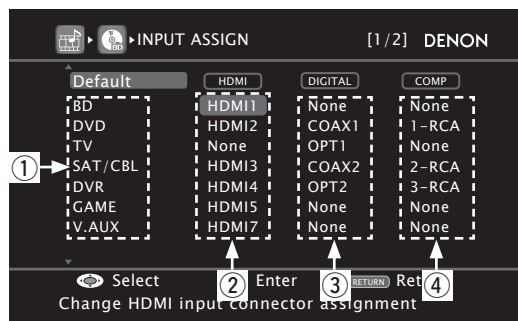 BD INPUT ASSIGN [1/2] DENON
Default HDMI DIGITAL COMP
BD HDMI1 None None
DVD HDMI2 COAX1 1-RCA
TV None OPT1 None
① SAT/CBL HDMI3 COAX2 2-RCA
DVR HDMI4 OPT2 3-RCA
GAME HDMI5 None None
V.AUX HDMI7 None None
Select Enter RETURN Ret
② ③ ④
Change HDMI input connector assignment